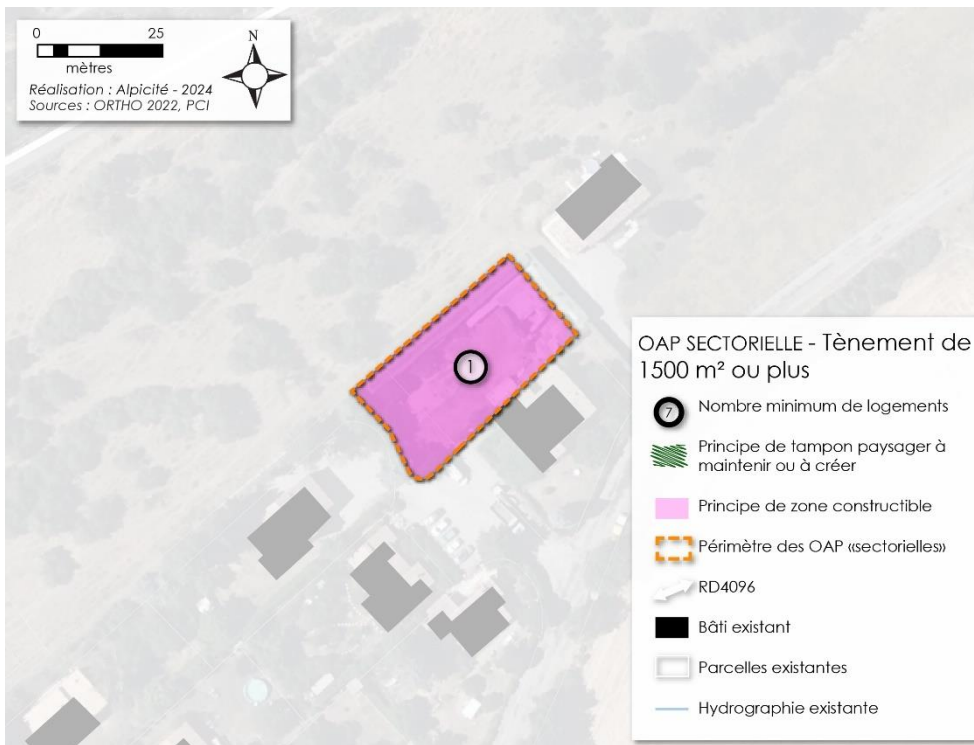 0 25
N
mètres
Réalisation : Alpicité - 2024
Sources : ORTHO 2022, PCI
1
OAP SECTORIELLE - Tènement de
1500 m² ou plus
7 Nombre minimum de logements
Principe de tampon paysager à
maintenir ou à créer
Principe de zone constructible
Périmètre des OAP «sectorielles»
RD4096
Bâti existant
Parcelles existantes
Hydrographie existante